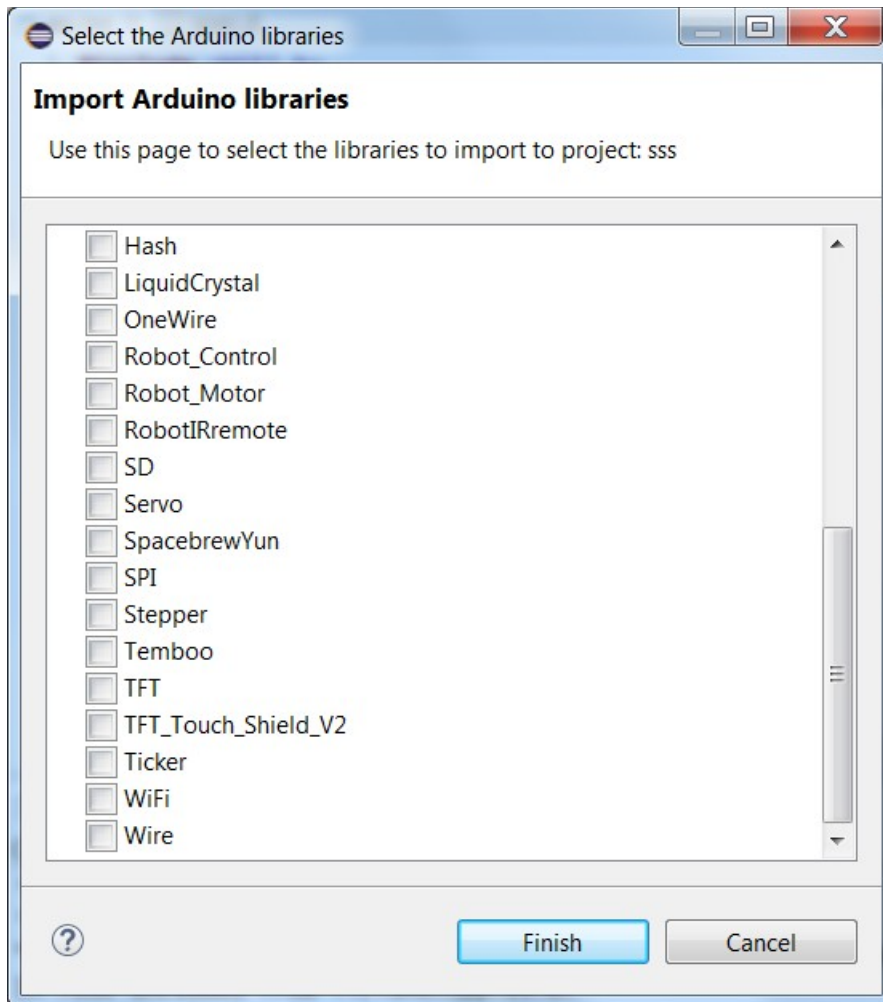 Select the Arduino libraries
Import Arduino libraries
Use this page to select the libraries to import to project: sss
Hash
LiquidCrystal
OneWire
Robot_Control
Robot_Motor
RobotIRremote
SD
Servo
SpacebrewYun
SPI
Stepper
Temboo
TFT
TFT_Touch_Shield_V2
Ticker
WiFi
Wire
Finish Cancel